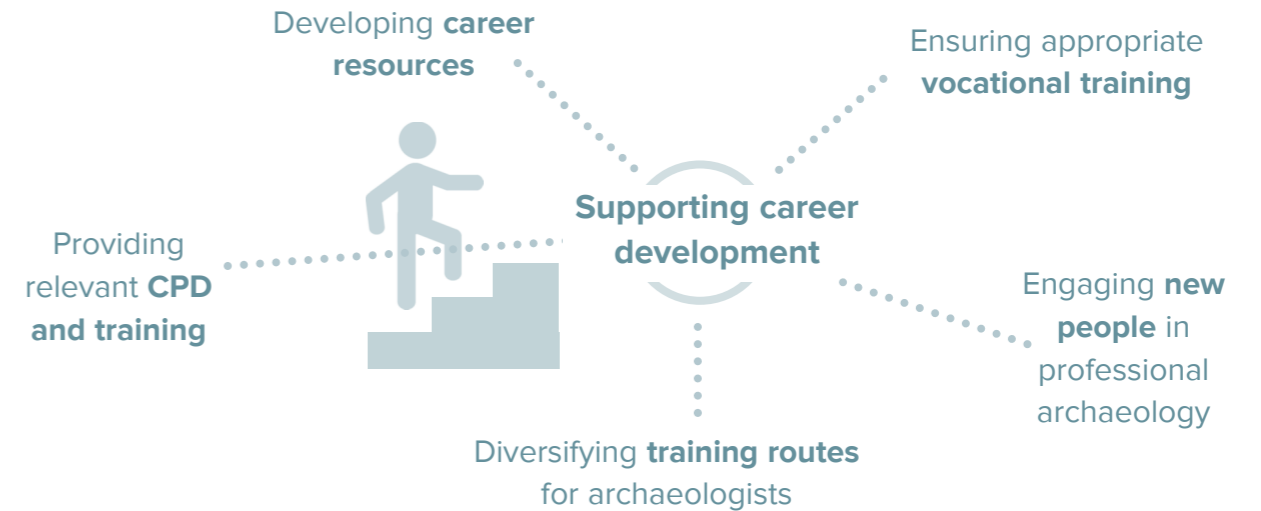 Developing career
resources
Ensuring appropriate
vocational training
Supporting career
development
Providing
relevant CPD
and training
Engaging new
people in
professional
archaeology
Diversifying training routes
for archaeologists